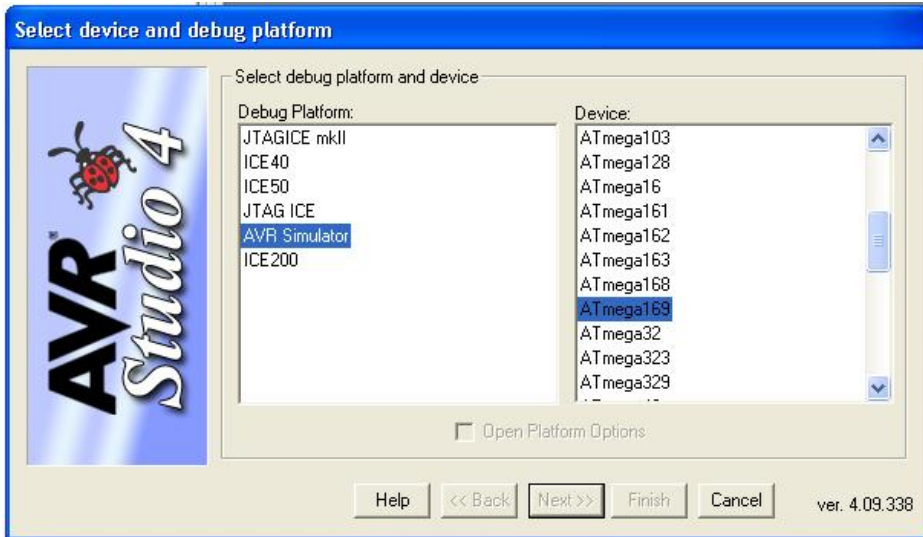 Select device and debug platform
AVR®
Studio 4
Select debug platform and device
Debug Platform:
JTAGICE mkII
ICE40
ICE50
JTAG ICE
AVR Simulator
ICE200
Device:
ATmega103
ATmega128
ATmega16
ATmega161
ATmega162
ATmega163
ATmega168
ATmega169
ATmega32
ATmega323
ATmega329
Open Platform Options
Help
<< Back
Next >>
Finish
Cancel
ver. 4.09.338